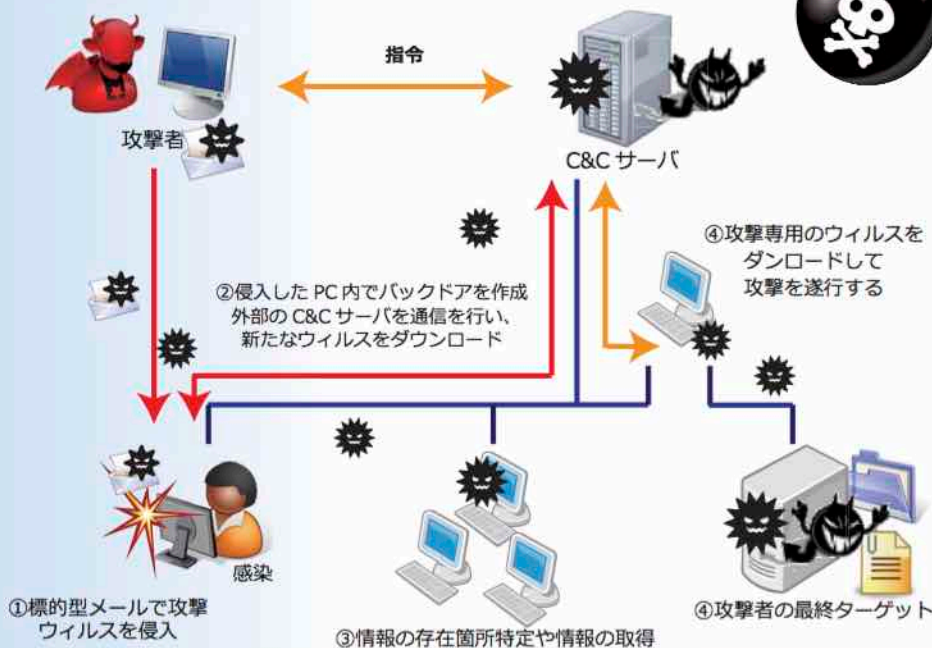 指令
攻撃者
C&C サーバ
②侵入した PC 内でバックドアを作成
外部の C&C サーバを通信を行い、
新たなウィルスをダウンロード
④攻撃専用のウィルスを
ダンロードして
攻撃を遂行する
感染
①標的型メールで攻撃
ウィルスを侵入
③情報の存在箇所特定や情報の取得
④攻撃者の最終ターゲット